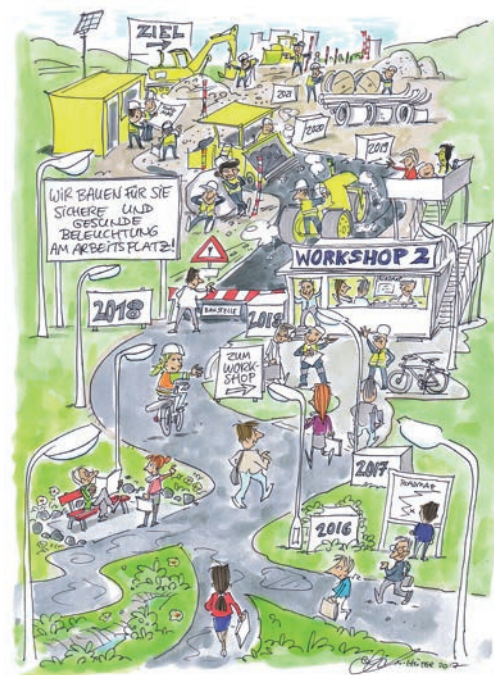 ZIEL
2021
2020
2019
WIR BAUEN FÜR SIE
SICHERE UND
GESUNDE
BELEUCHTUNG
AM ARBEITSPLATZ!
WORKSHOP 2
2018
BAUSTELLE
2018
ZUM
WORK-
SHOP
2017
ROADMAP
2016
2017